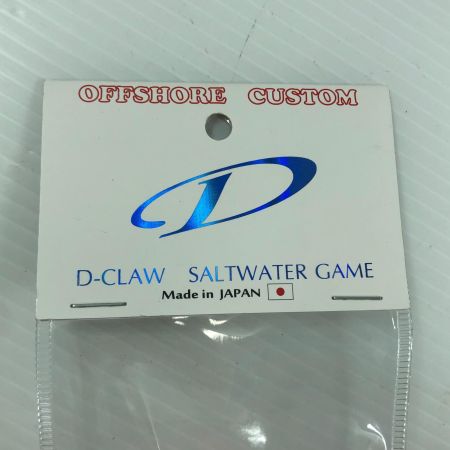 OFFSHORE CUSTOM
D
D-CLAW SALTWATER GAME
Made in JAPAN